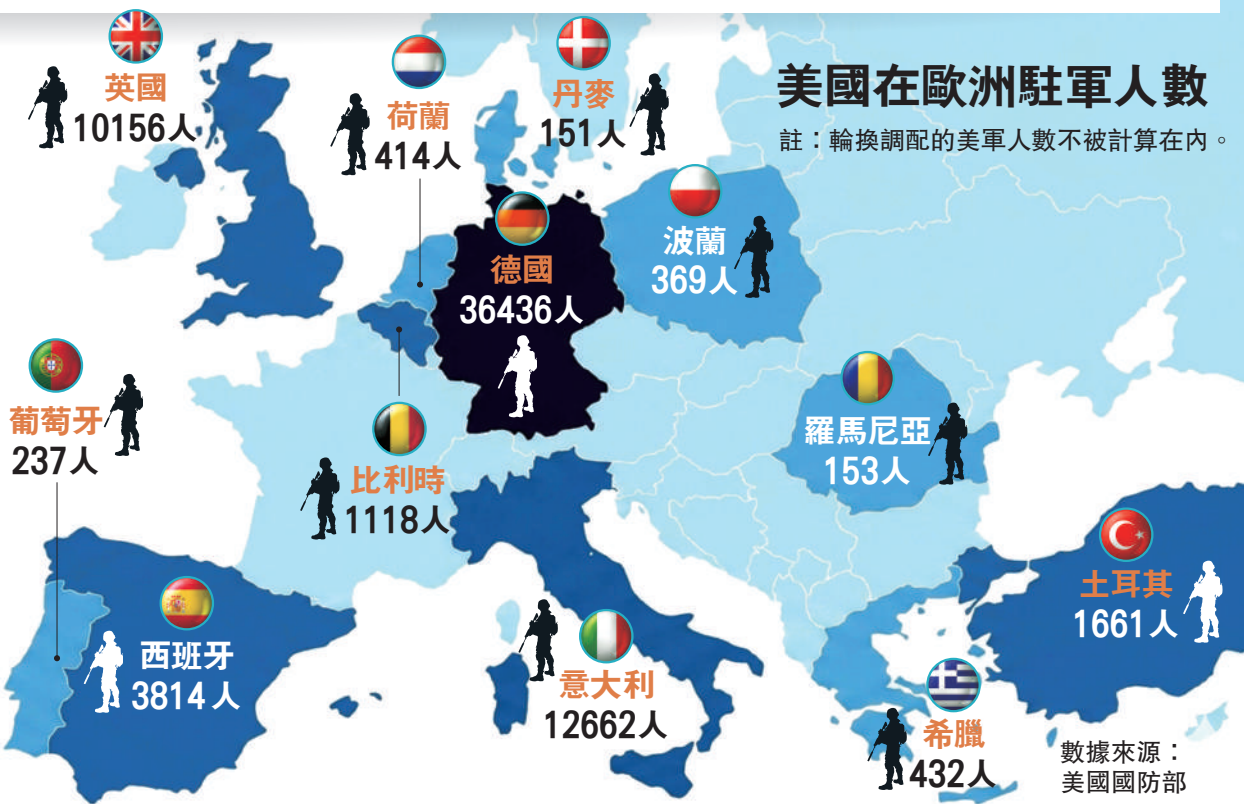 美國在歐洲駐軍人數
註：輪換調配的美軍人數不被計算在內。
英國
10156人
荷蘭
414人
丹麥
151人
德國
36436人
波蘭
369人
葡萄牙
237人
比利時
1118人
羅馬尼亞
153人
西班牙
3814人
意大利
12662人
土耳其
1661人
希臘
432人
數據來源：
美國國防部